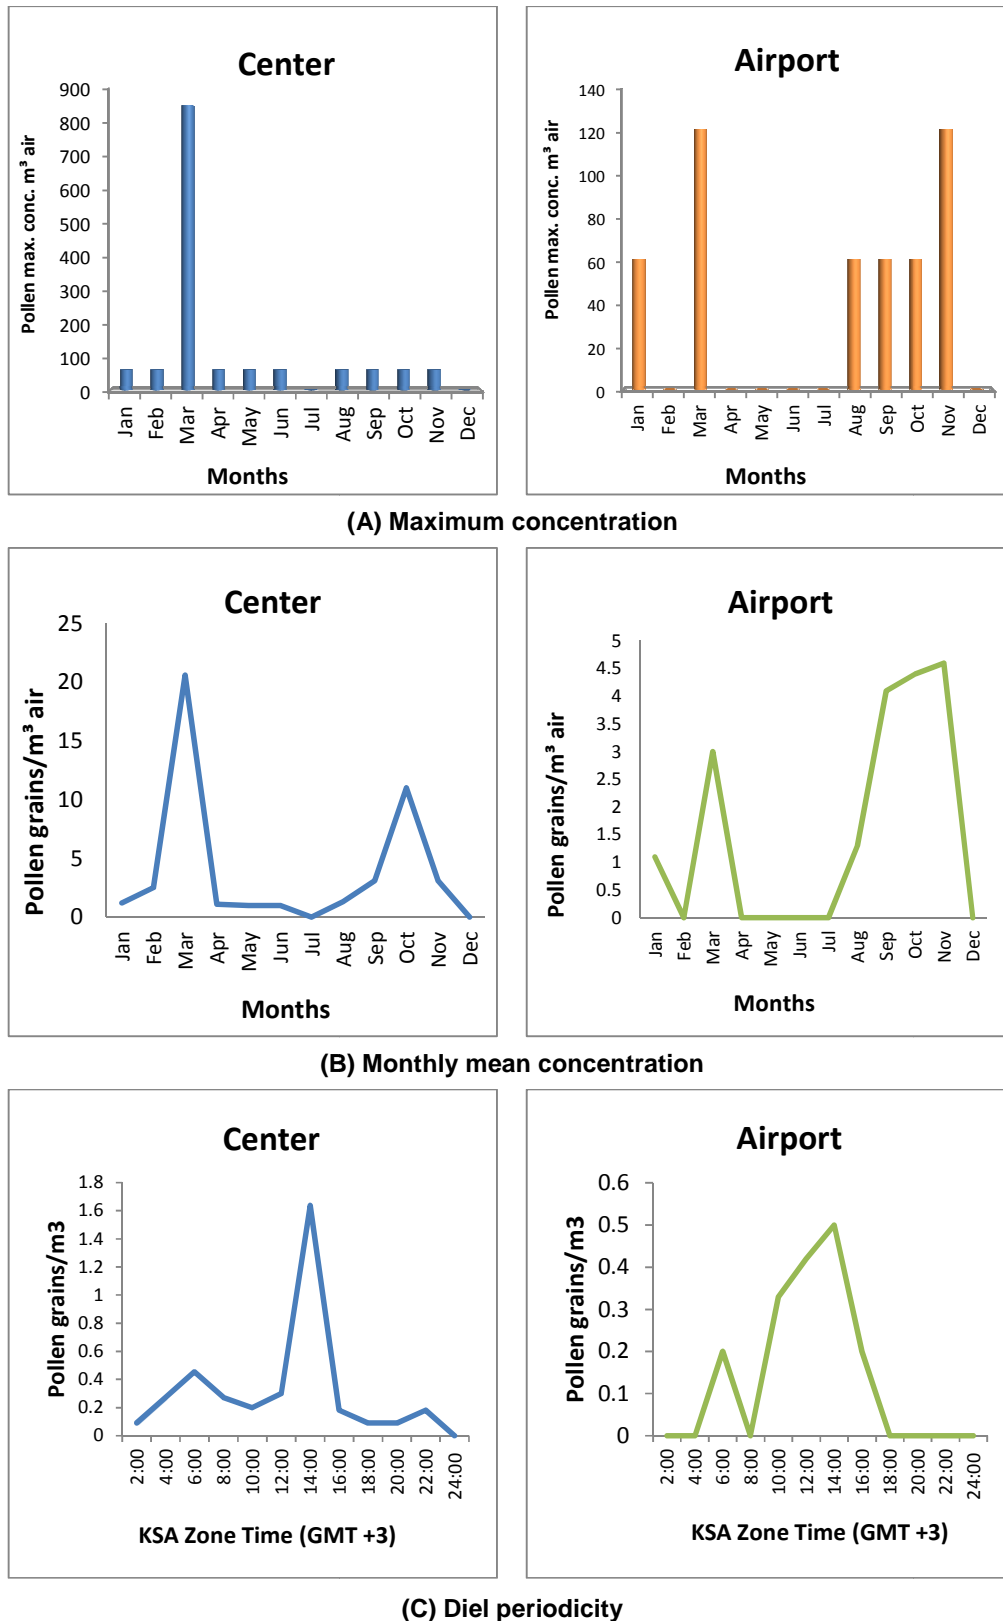 Center
Pollen max. conc. m³ air
900
800
700
600
500
400
300
200
100
0
Jan
Feb
Mar
Apr
May
Jun
Jul
Aug
Sep
Oct
Nov
Dec
Months
Airport
Pollen max. conc. m³ air
140
120
100
80
60
40
20
0
Jan
Feb
Mar
Apr
May
Jun
Jul
Aug
Sep
Oct
Nov
Dec
Months
(A) Maximum concentration
Center
Pollen grains/m³ air
25
20
15
10
5
0
Jan
Feb
Mar
Apr
May
Jun
Jul
Aug
Sep
Oct
Nov
Dec
Months
Airport
Pollen grains/m³ air
5
4.5
4
3.5
3
2.5
2
1.5
1
0.5
0
Jan
Feb
Mar
Apr
May
Jun
Jul
Aug
Sep
Oct
Nov
Dec
Months
(B) Monthly mean concentration
Center
Pollen grains/m3
1.8
1.6
1.4
1.2
1
0.8
0.6
0.4
0.2
0
2:00
4:00
6:00
8:00
10:00
12:00
14:00
16:00
18:00
20:00
22:00
24:00
KSA Zone Time (GMT +3)
Airport
Pollen grains/m3
0.6
0.5
0.4
0.3
0.2
0.1
0
2:00
4:00
6:00
8:00
10:00
12:00
14:00
16:00
18:00
20:00
22:00
24:00
KSA Zone Time (GMT +3)
(C) Diel periodicity